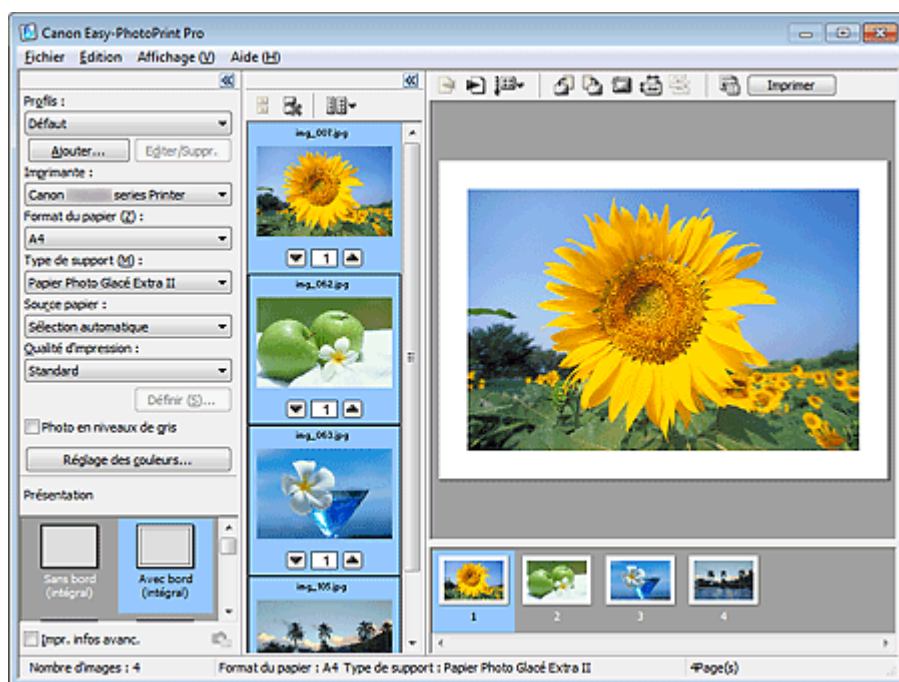 Canon Easy-PhotoPrint Pro
Fichier Édition Affichage (V) Aide (H)
Profils :
Défaut
Ajouter... Editer/Suppr.
Imprimante :
Canon series Printer
Format du papier (Z) :
A4
Type de support (M) :
Papier Photo Glacé Extra II
Source papier :
Sélection automatique
Qualité d'impression :
Standard
Définir (S)...
Photo en niveaux de gris
Réglage des couleurs...
Présentation
Sans bord
(intégral)
Avec bord
(intégral)
Impr. infos avanc.
img_007.jpg
1
img_062.jpg
1
img_063.jpg
1
img_105.jpg
Imprimer
1 2 3 4
Nombre d'images : 4 Format du papier : A4 Type de support : Papier Photo Glacé Extra II 4Page(s)